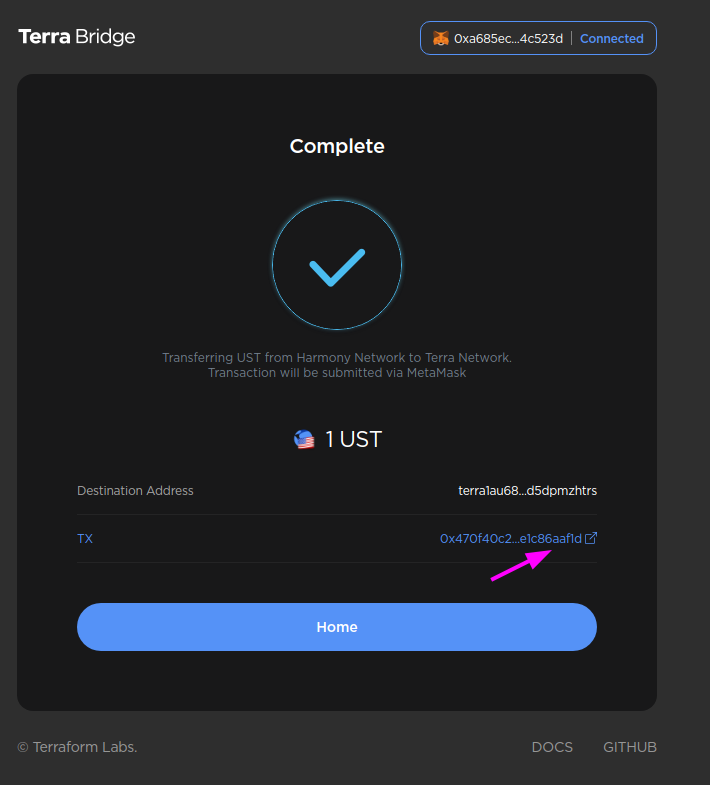 Terra Bridge
0xa685ec...4c523d | Connected
Complete
Transferring UST from Harmony Network to Terra Network.
Transaction will be submitted via MetaMask
1 UST
Destination Address
terra1au68...d5dpmzhtrs
TX
0x470f40c2...e1c86aaf1d
Home
© Terraform Labs.
DOCS
GITHUB